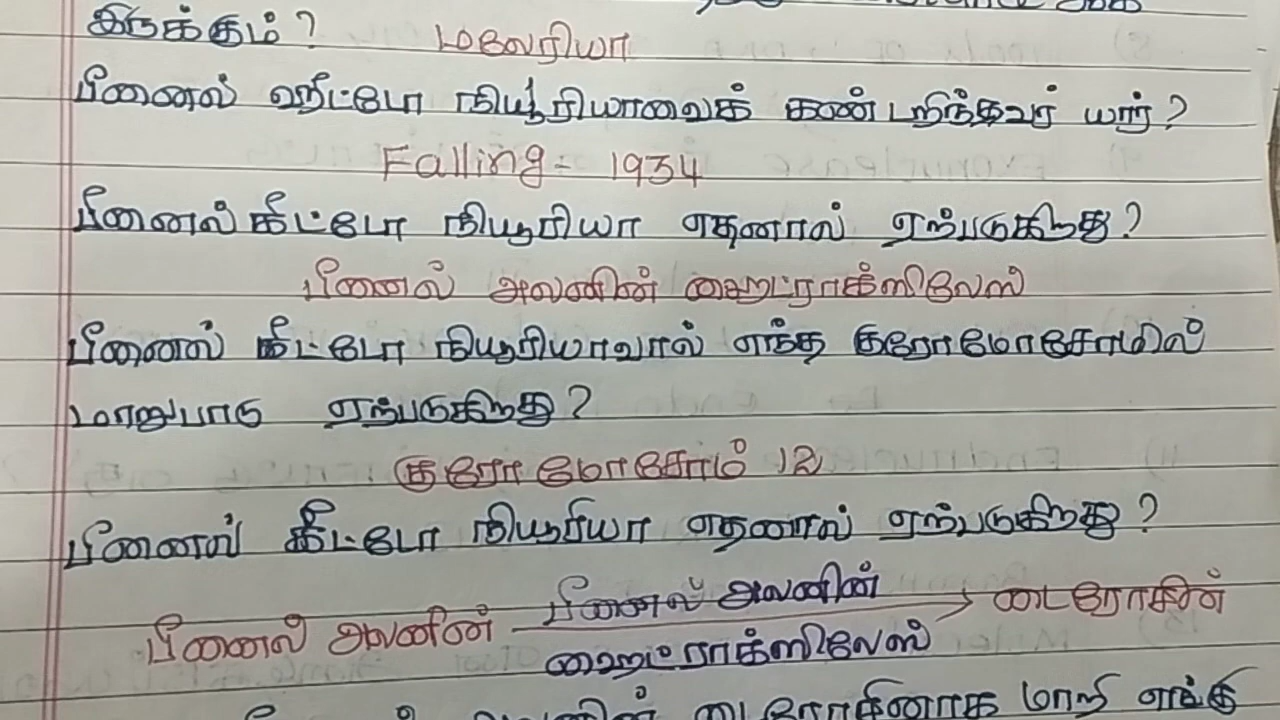 இருக்கும்? மலேரியா
பீனைல் ஹீட்டோ நியூரியாவைக் கண்டறிந்தவர் யார்?
Falling - 1934
பீனைல் கீட்டோ நியூரியா எதனால் ஏற்படுகிறது?
பீனைல் அலனின் ஹைட்ராக்ஸிலேஸ்
பீனைல் கீட்டோ நியூரியாவால் எந்த குரோமோசோமில்
மாறுபாடு ஏற்படுகிறது?
குரோமோசோம் 12
பீனைல் கீட்டோ நியூரியா எதனால் ஏற்படுகிறது?
பீனைல் அலனின் பீனைல் அலனின் → டைரோசின்
ஹைட்ராக்ஸிலேஸ்
அலனின் டைரோசினாக மாறி